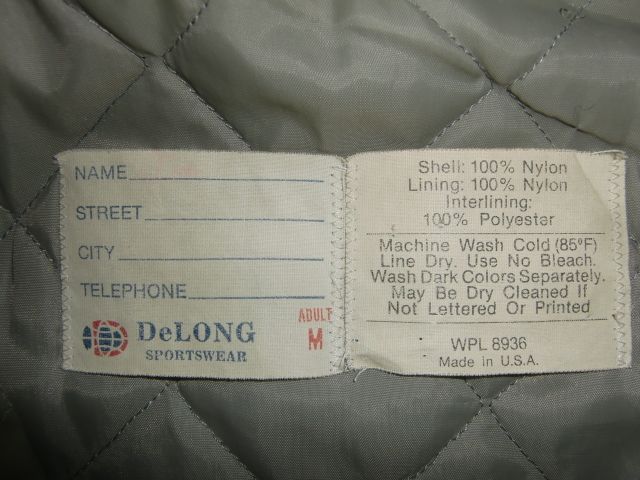 NAME
STREET
CITY
TELEPHONE
DeLONG
SPORTSWEAR
ADULT
M
Shell: 100% Nylon
Lining: 100% Nylon
Interlining:
100% Polyester
Machine Wash Cold (85°F)
Line Dry. Use No Bleach.
Wash Dark Colors Separately.
May Be Dry Cleaned If
Not Lettered Or Printed
WPL 8936
Made in U.S.A.